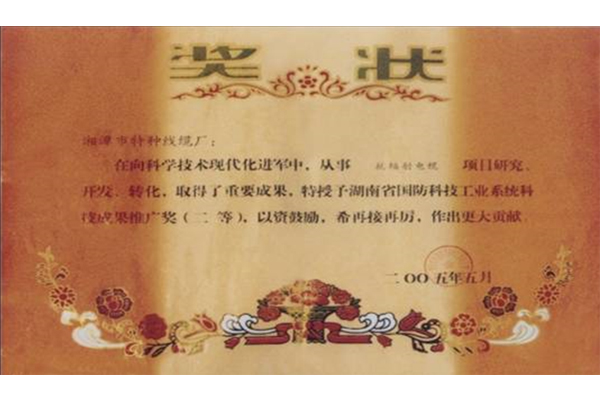 奖状
湘潭市特种线缆厂：
在向科学技术现代化进军中，从事 抗辐射电缆 项目研究、
开发、转化，取得了重要成果，特授予湖南省国防科技工业系统科
技成果推广奖（二等），以资鼓励，希再接再厉，作出更大贡献。
二〇〇五年五月